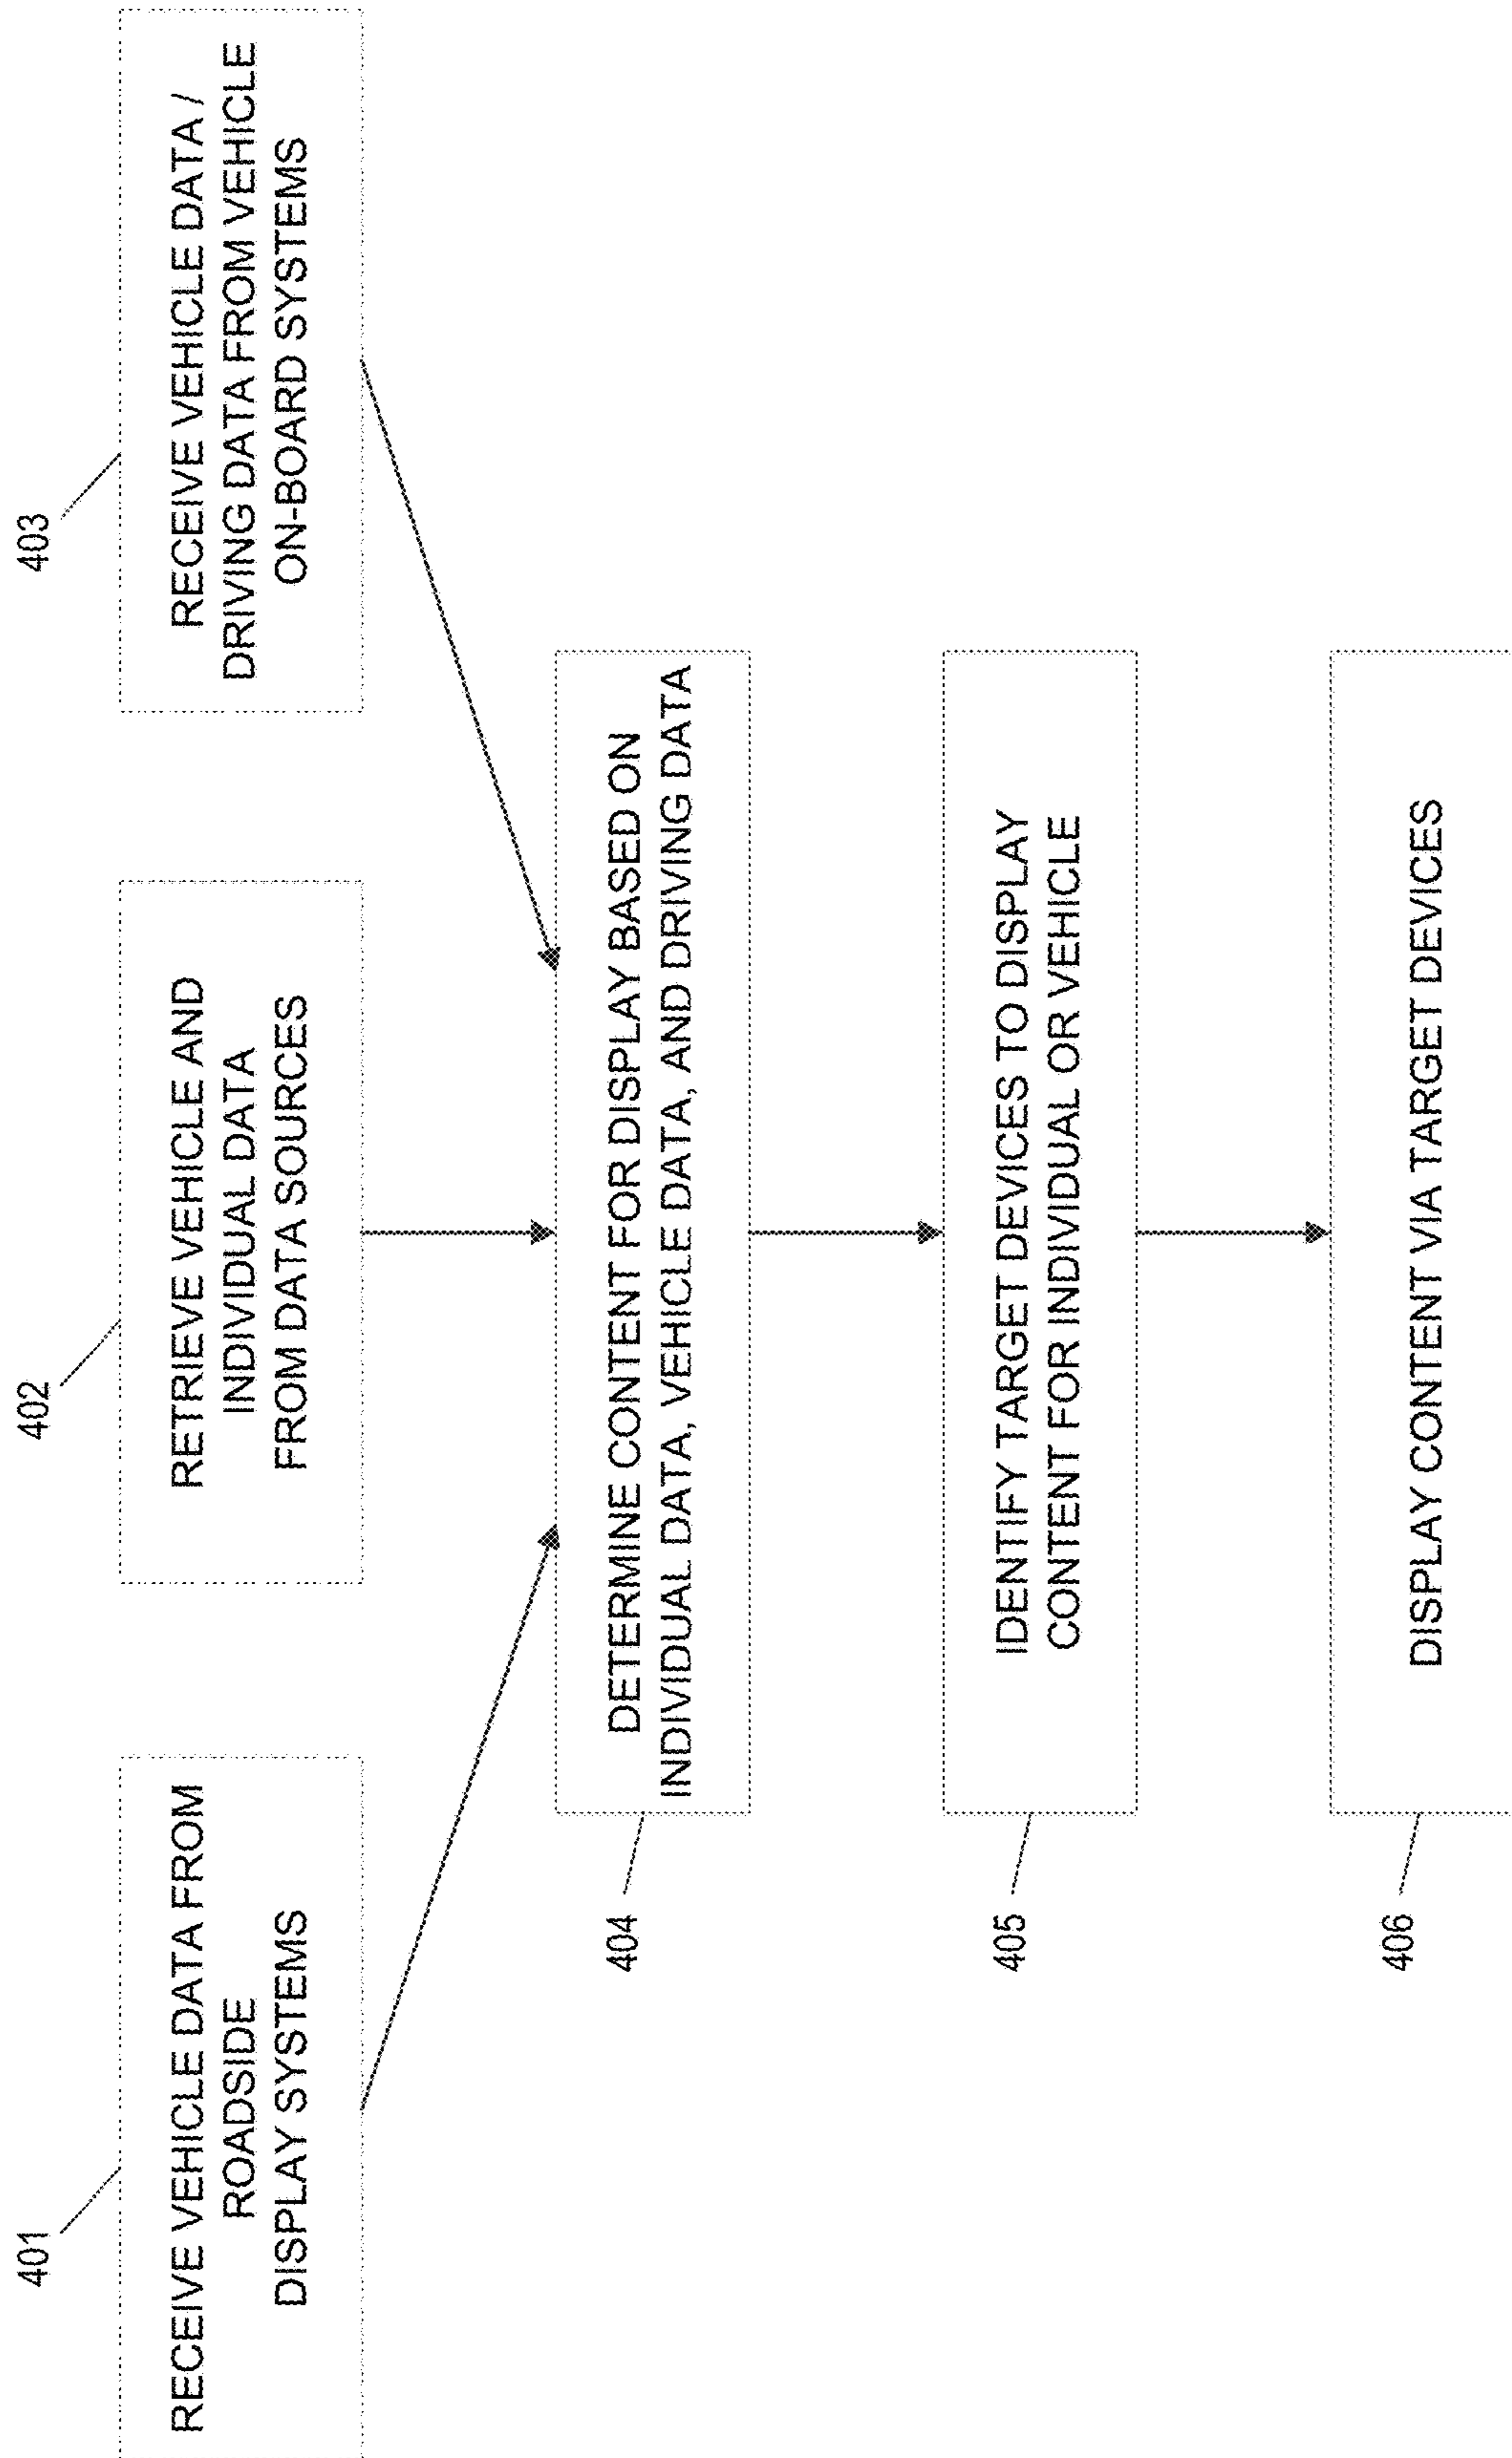 401
RECEIVE VEHICLE DATA FROM
ROADSIDE
DISPLAY SYSTEMS
402
RETRIEVE VEHICLE AND
INDIVIDUAL DATA
FROM DATA SOURCES
403
RECEIVE VEHICLE DATA /
DRIVING DATA FROM VEHICLE
ON-BOARD SYSTEMS
404
DETERMINE CONTENT FOR DISPLAY BASED ON
INDIVIDUAL DATA, VEHICLE DATA, AND DRIVING DATA
405
IDENTIFY TARGET DEVICES TO DISPLAY
CONTENT FOR INDIVIDUAL OR VEHICLE
406
DISPLAY CONTENT VIA TARGET DEVICES